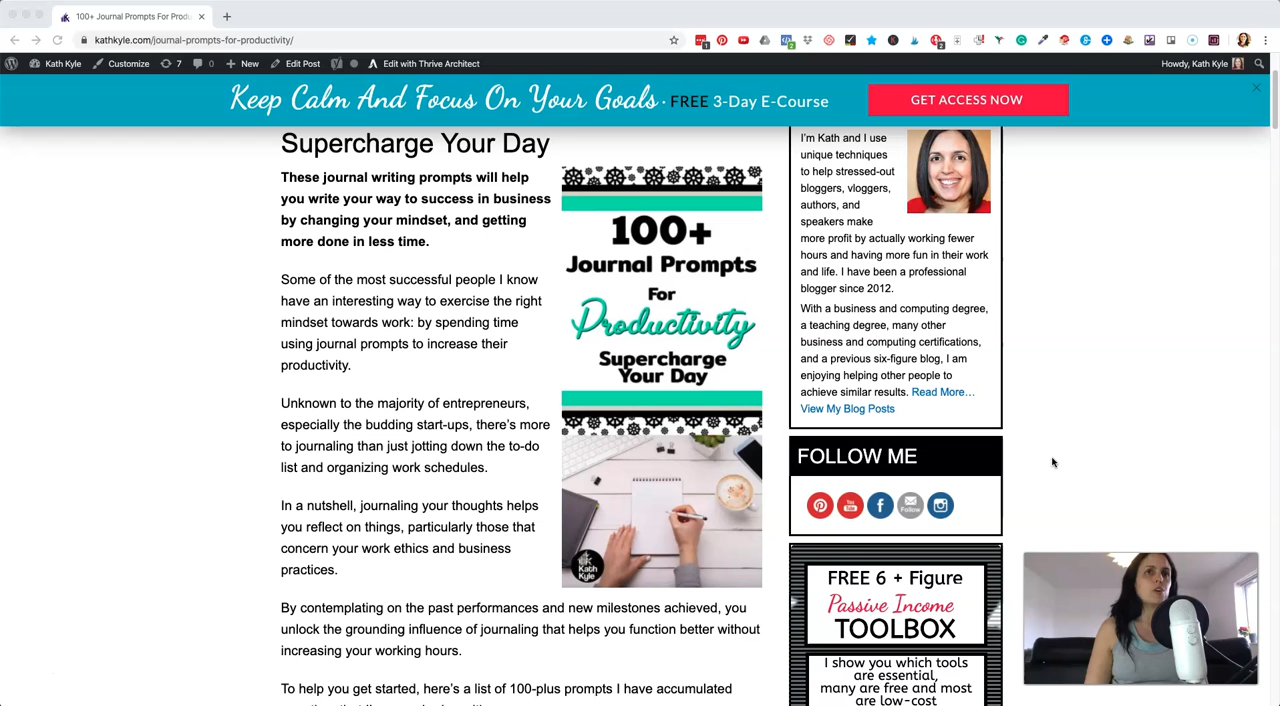 100+ Journal Prompts For Produ
kathkyle.com/journal-prompts-for-productivity/
Kath Kyle
Customize
7
0
New
Edit Post
Edit with Thrive Architect
Howdy, Kath Kyle
Keep Calm And Focus On Your Goals · FREE 3-Day E-Course
GET ACCESS NOW
Supercharge Your Day
These journal writing prompts will help
you write your way to success in business
by changing your mindset, and getting
more done in less time.
Some of the most successful people I know
have an interesting way to exercise the right
mindset towards work: by spending time
using journal prompts to increase their
productivity.
Unknown to the majority of entrepreneurs,
especially the budding start-ups, there's more
to journaling than just jotting down the to-do
list and organizing work schedules.
In a nutshell, journaling your thoughts helps
you reflect on things, particularly those that
concern your work ethics and business
practices.
By contemplating on the past performances and new milestones achieved, you
unlock the grounding influence of journaling that helps you function better without
increasing your working hours.
To help you get started, here's a list of 100-plus prompts I have accumulated
100+
Journal Prompts
For
Productivity
Supercharge
Your Day
Kath
Kyle
I'm Kath and I use
unique techniques
to help stressed-out
bloggers, vloggers,
authors, and
speakers make
more profit by actually working fewer
hours and having more fun in their work
and life. I have been a professional
blogger since 2012.
With a business and computing degree,
a teaching degree, many other
business and computing certifications,
and a previous six-figure blog, I am
enjoying helping other people to
achieve similar results. Read More…
View My Blog Posts
FOLLOW ME
You
Tube
Follow
FREE 6 + Figure
Passive Income
TOOLBOX
I show you which tools
are essential,
many are free and most
are low-cost